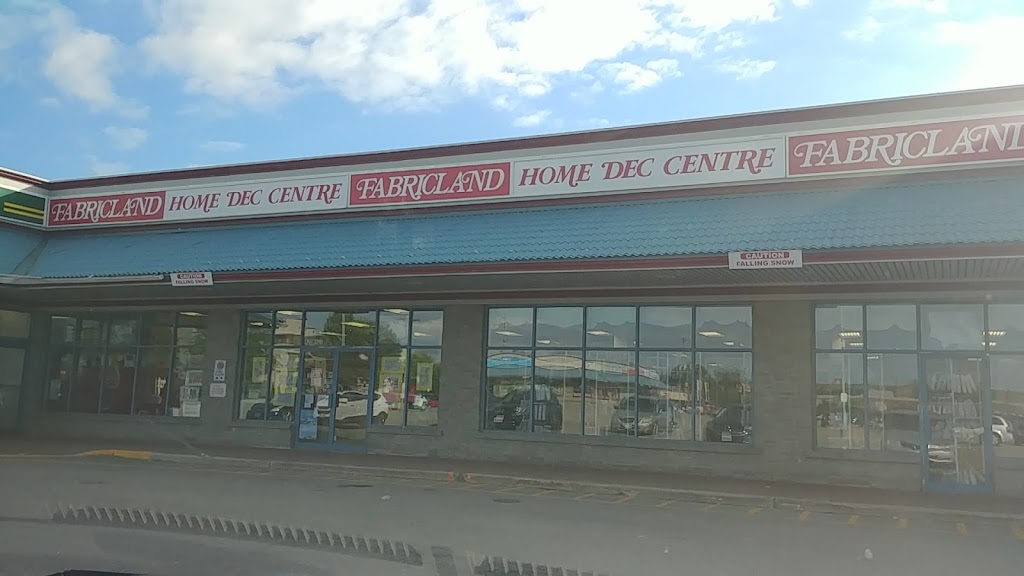 FABRICLAND HOME DEC CENTRE FABRICLAND HOME DEC CENTRE FABRICLAND
CAUTION
FALLING SNOW
CAUTION
FALLING SNOW